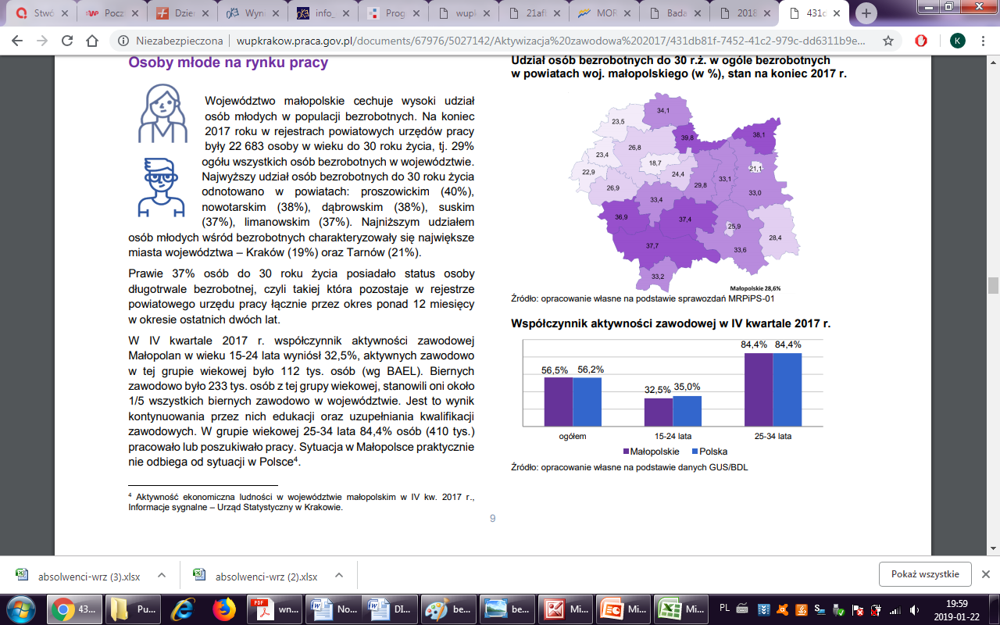 Stwó
Pocz
Dzier
Wyni
info_
Prog
wupk
21aff
MOR
Bada
2018
431c
Niezabezpieczona | wupkrakow.praca.gov.pl/documents/67976/5027142/Aktywizacja%20zawodowa%202017/431db81f-7452-41c2-979c-dd6311b9e...
K
Osoby młode na rynku pracy
Województwo małopolskie cechuje wysoki udział
osób młodych w populacji bezrobotnych. Na koniec
2017 roku w rejestrach powiatowych urzędów pracy
były 22 683 osoby w wieku do 30 roku życia, tj. 29%
ogółu wszystkich osób bezrobotnych w województwie.
Najwyższy udział osób bezrobotnych do 30 roku życia
odnotowano w powiatach: proszowickim (40%),
nowotarskim (38%), dąbrowskim (38%), suskim
(37%), limanowskim (37%). Najniższym udziałem
osób młodych wśród bezrobotnych charakteryzowały się największe
miasta województwa – Kraków (19%) oraz Tarnów (21%).
Prawie 37% osób do 30 roku życia posiadało status osoby
długotrwale bezrobotnej, czyli takiej która pozostaje w rejestrze
powiatowego urzędu pracy łącznie przez okres ponad 12 miesięcy
w okresie ostatnich dwóch lat.
W IV kwartale 2017 r. współczynnik aktywności zawodowej
Małopolan w wieku 15-24 lata wyniósł 32,5%, aktywnych zawodowo
w tej grupie wiekowej było 112 tys. osób (wg BAEL). Biernych
zawodowo było 233 tys. osób z tej grupy wiekowej, stanowili oni około
1/5 wszystkich biernych zawodowo w województwie. Jest to wynik
kontynuowania przez nich edukacji oraz uzupełniania kwalifikacji
zawodowych. W grupie wiekowej 25-34 lata 84,4% osób (410 tys.)
pracowało lub poszukiwało pracy. Sytuacja w Małopolsce praktycznie
nie odbiega od sytuacji w Polsce⁴.
⁴ Aktywność ekonomiczna ludności w województwie małopolskim w IV kw. 2017 r.,
Informacje sygnalne – Urząd Statystyczny w Krakowie.
Udział osób bezrobotnych do 30 r.ż. w ogóle bezrobotnych
w powiatach woj. małopolskiego (w %), stan na koniec 2017 r.
34,1
23,5
39,8
38,1
26,8
23,4
18,7
21,1
22,9
24,4
33,1
29,8
26,9
33,0
33,4
36,9
37,4
25,9
28,4
37,7
33,6
33,2
Małopolskie 28,6%
Źródło: opracowanie własne na podstawie sprawozdań MRPiPS-01
Współczynnik aktywności zawodowej w IV kwartale 2017 r.
84,4% 84,4%
56,5% 56,2%
32,5% 35,0%
ogółem 15-24 lata 25-34 lata
Małopolskie Polska
Źródło: opracowanie własne na podstawie danych GUS/BDL
9
absolwenci-wrz (3).xlsx
absolwenci-wrz (2).xlsx
Pokaż wszystkie
43...
Pu...
PDF
wn...
No...
DI...
be...
be...
Mi...
Mi...
Mi...
PL
19:59
2019-01-22